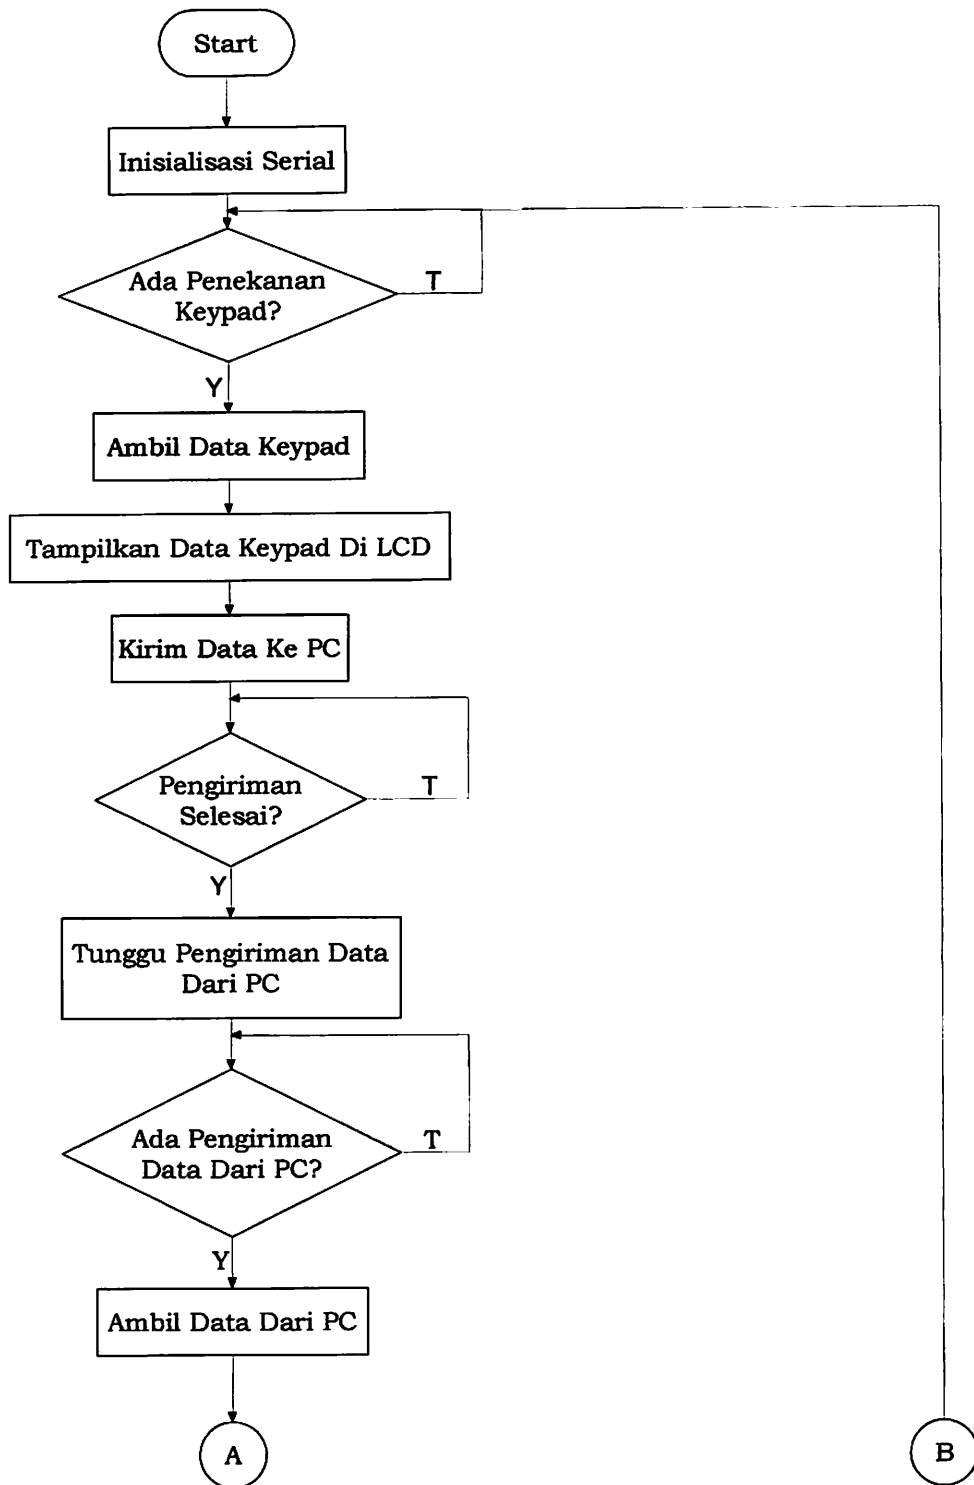 Start
Inisialisasi Serial
Ada Penekanan
Keypad?
T
Y
Ambil Data Keypad
Tampilkan Data Keypad Di LCD
Kirim Data Ke PC
Pengiriman
Selesai?
T
Y
Tunggu Pengiriman Data
Dari PC
Ada Pengiriman
Data Dari PC?
T
Y
Ambil Data Dari PC
A
B